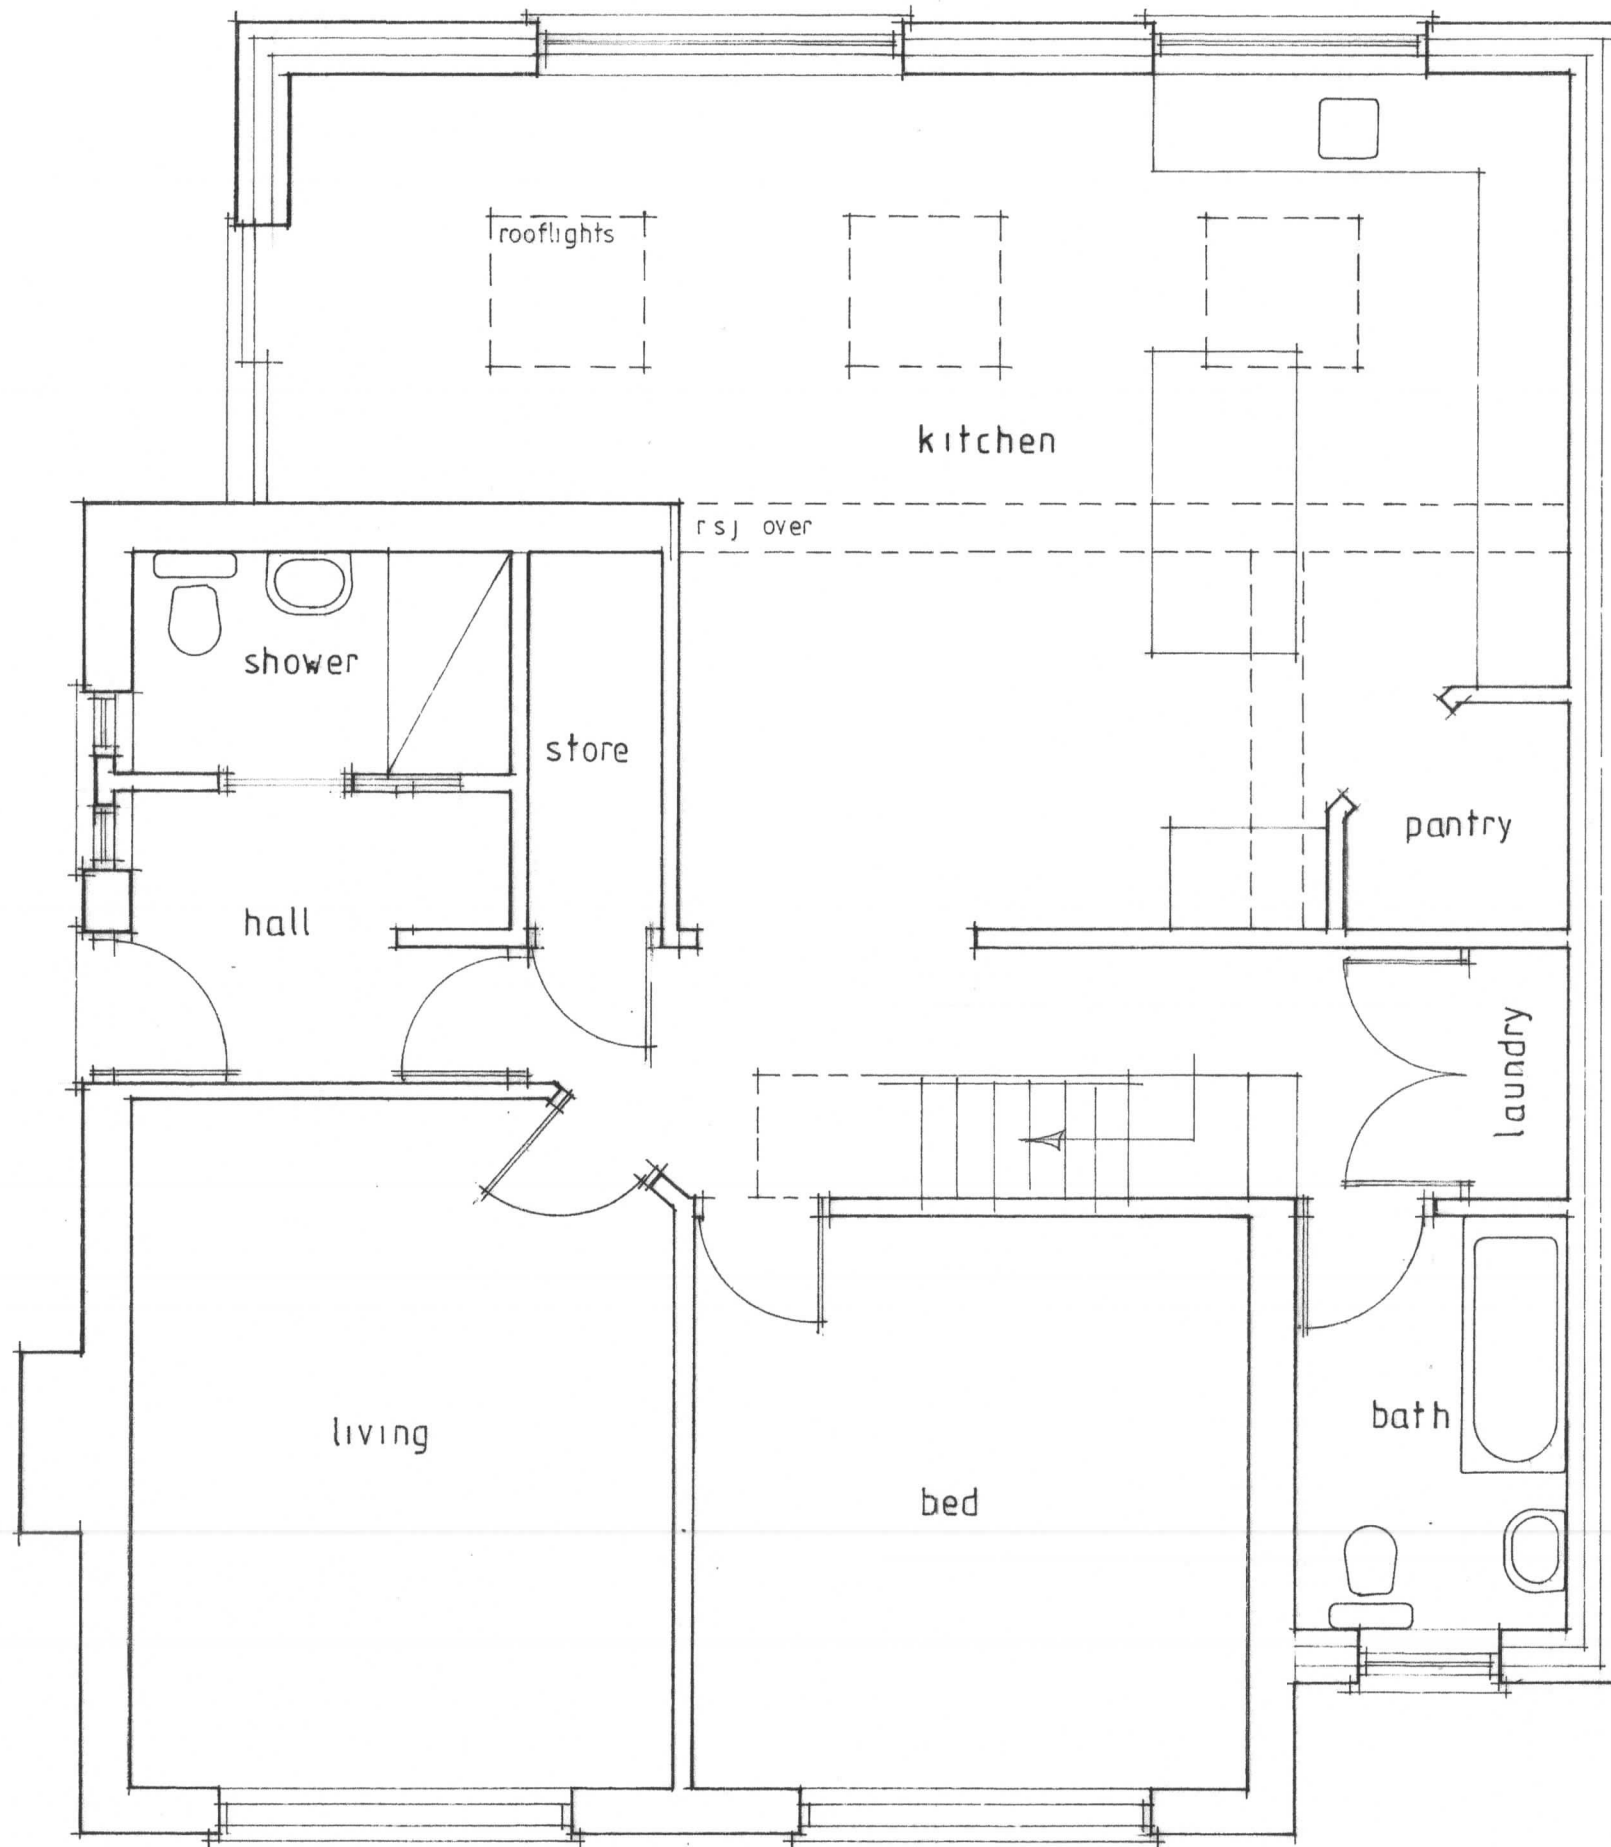 rooflights
kitchen
rsj over
shower
store
pantry
hall
laundry
living
bath
bed